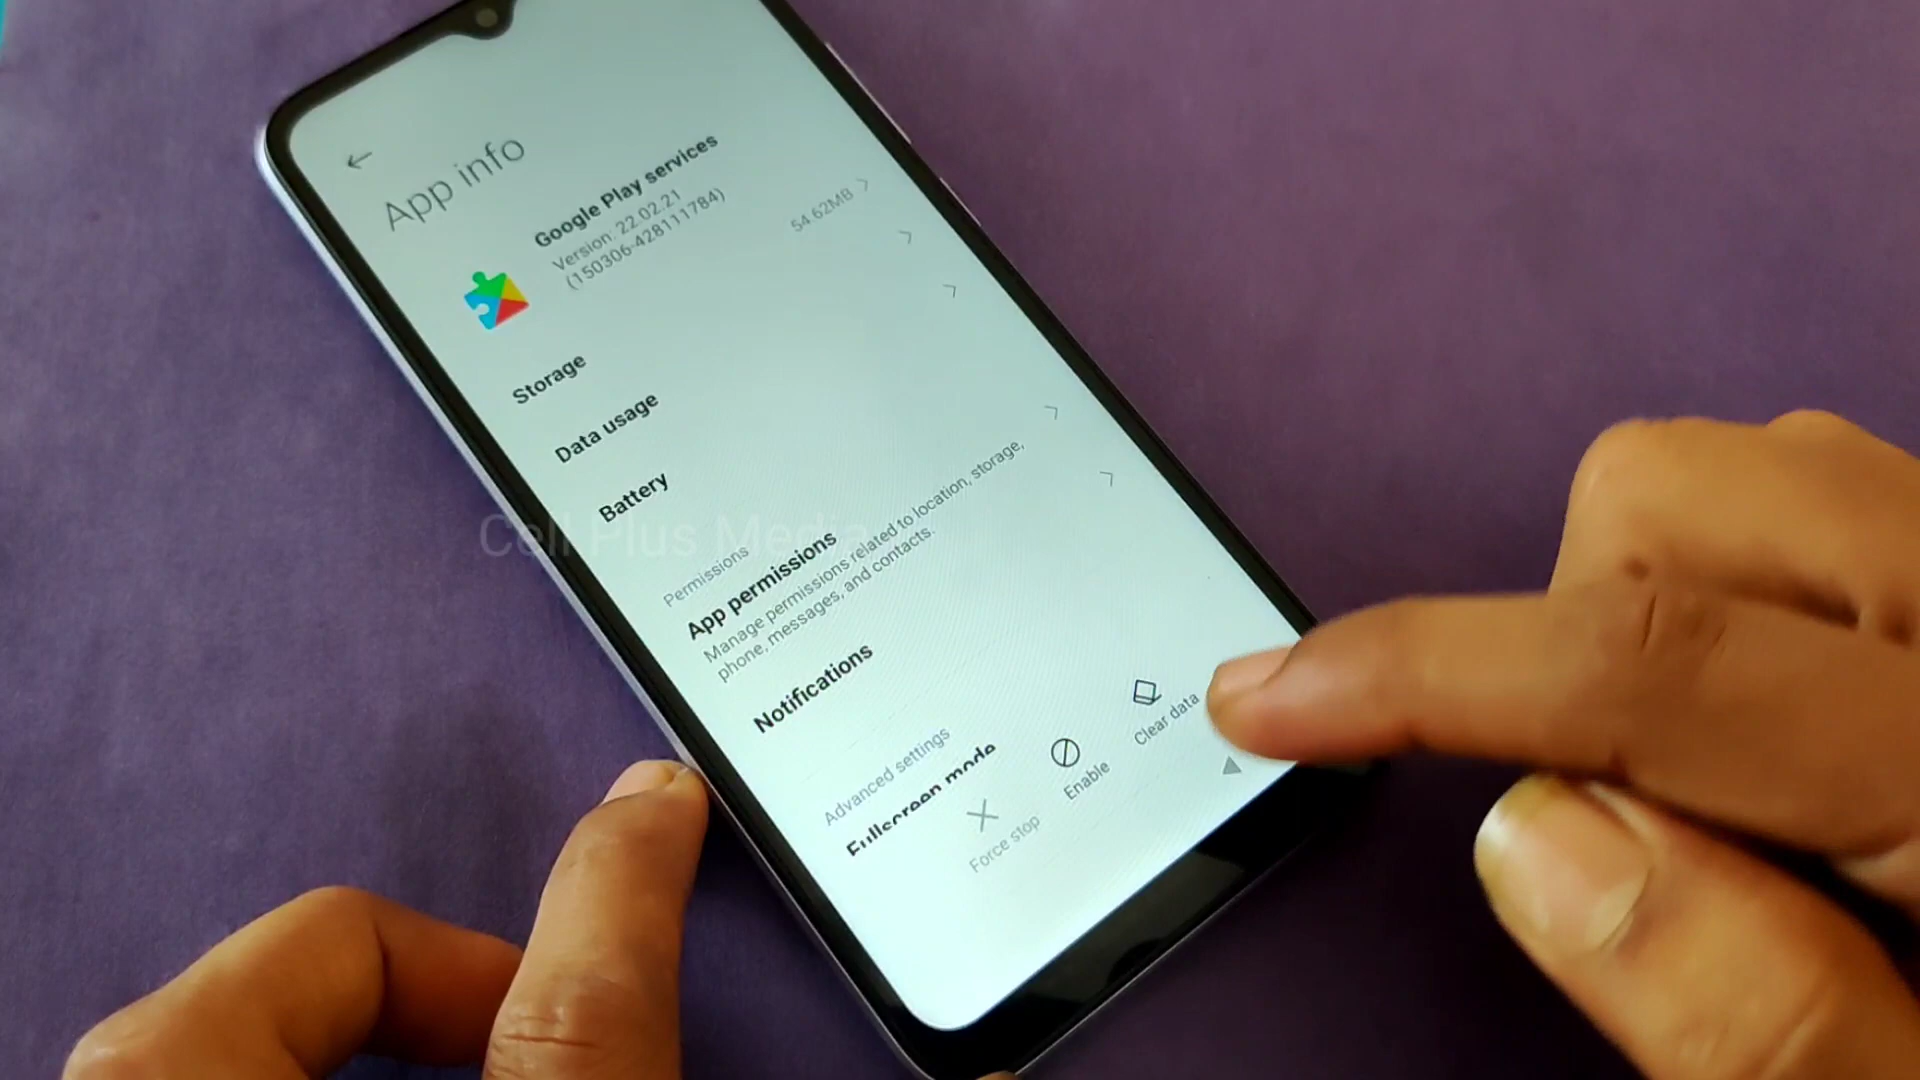 App info
Google Play services
Version: 22.02.21
(150306-428111784)
Storage
54.62MB
Data usage
Battery
Permissions
App permissions
Manage permissions related to location, storage,
phone, messages, and contacts.
Notifications
Advanced settings
Fullscreen mode
Force stop
Enable
Clear data
Cell Plus Media